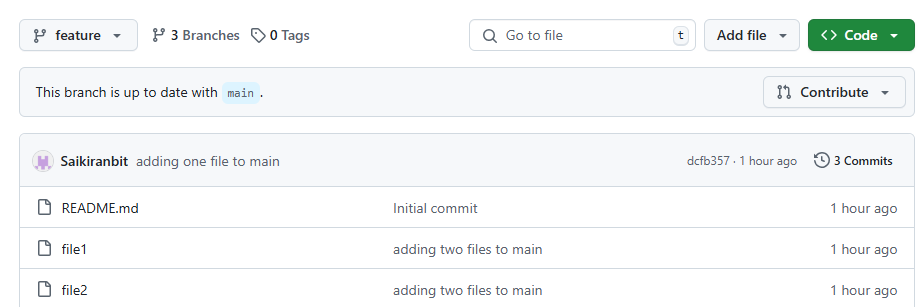 feature 3 Branches 0 Tags Go to file t Add file Code
This branch is up to date with main . Contribute
Saikiranbit adding one file to main dcfb357 · 1 hour ago 3 Commits
README.md Initial commit 1 hour ago
file1 adding two files to main 1 hour ago
file2 adding two files to main 1 hour ago